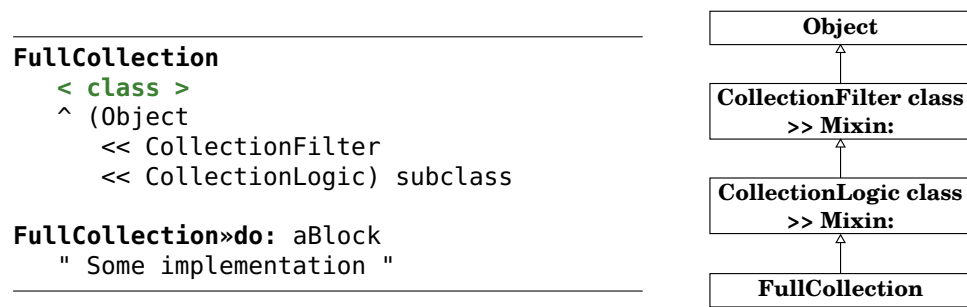 FullCollection
< class >
^ (Object
<< CollectionFilter
<< CollectionLogic) subclass
FullCollection»do: aBlock
" Some implementation "
Object
CollectionFilter class
>> Mixin:
CollectionLogic class
>> Mixin:
FullCollection